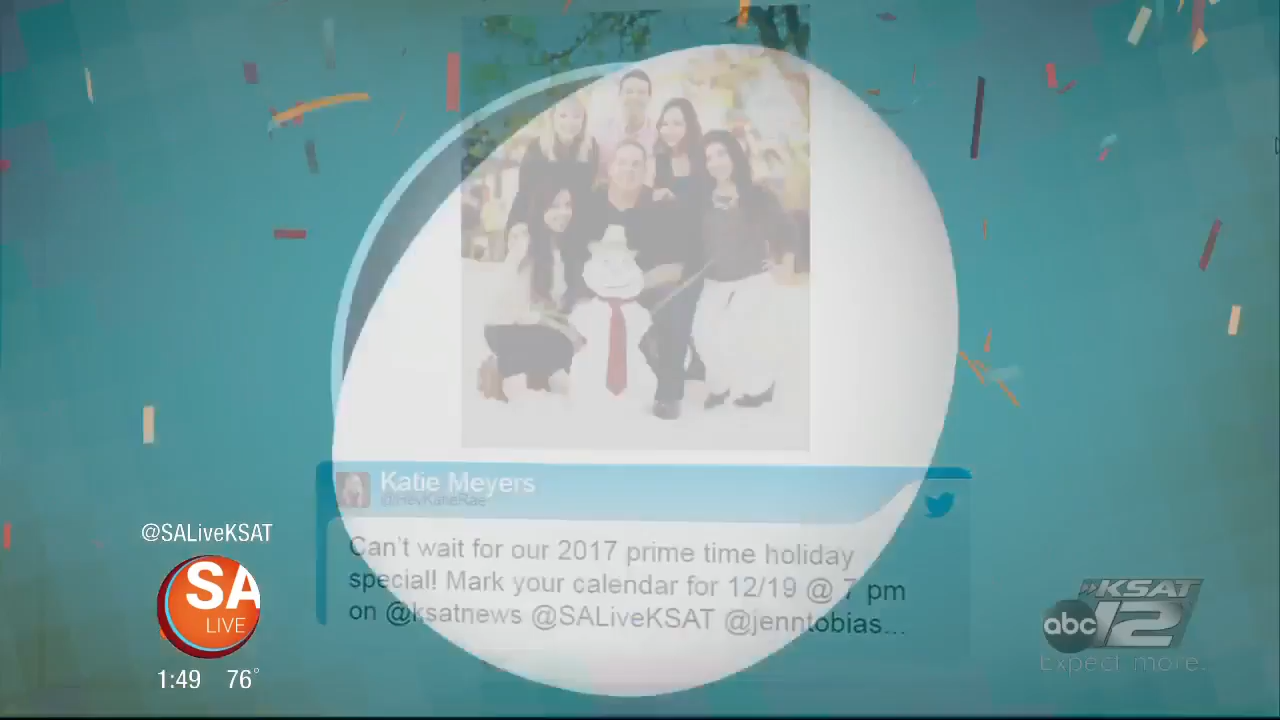 Katie Meyers
@HeyKatieRae
Can't wait for our 2017 prime time holiday
special! Mark your calendar for 12/19 @ 7 pm
on @ksatnews @SALiveKSAT @jenntobias...
@SALiveKSAT
SA
LIVE
1:49 76°
KSAT
abc 12
Expect more.